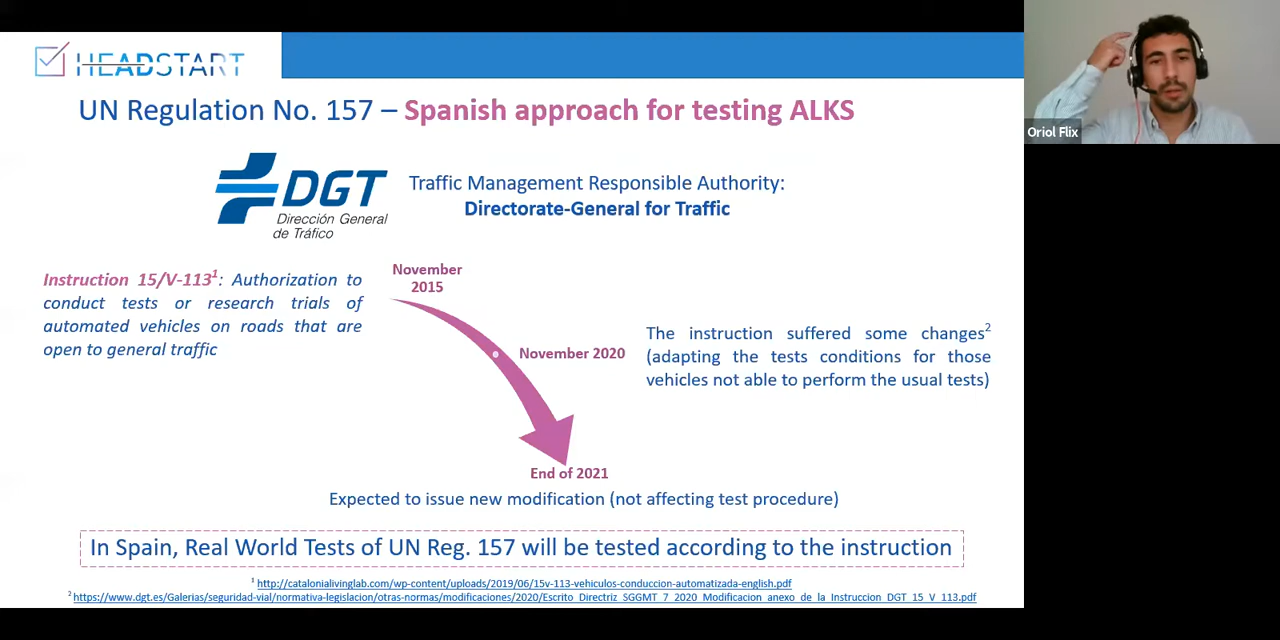 HEADSTART
UN Regulation No. 157 – Spanish approach for testing ALKS
Oriol Flix
DGT
Dirección General
de Tráfico
Traffic Management Responsible Authority:
Directorate-General for Traffic
Instruction 15/V-113¹: Authorization to
conduct tests or research trials of
automated vehicles on roads that are
open to general traffic
November
2015
November 2020
The instruction suffered some changes²
(adapting the tests conditions for those
vehicles not able to perform the usual tests)
End of 2021
Expected to issue new modification (not affecting test procedure)
In Spain, Real World Tests of UN Reg. 157 will be tested according to the instruction
¹ http://catalonialivinglab.com/wp-content/uploads/2019/06/15v-113-vehiculos-conduccion-automatizada-english.pdf
² https://www.dgt.es/Galerias/seguridad-vial/normativa-legislacion/otras-normas/modificaciones/2020/Escrito_Directriz_SGGMT_7_2020_Modificacion_anexo_de_la_Instruccion_DGT_15_V_113.pdf